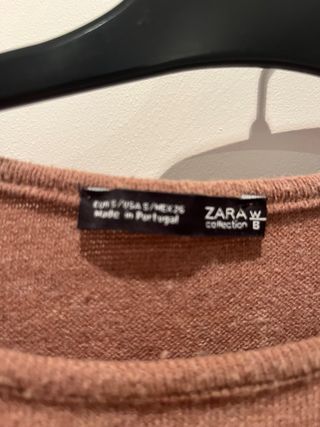 EUR S/USA S/MEX 26
Made in Portugal
ZARA W
collection B